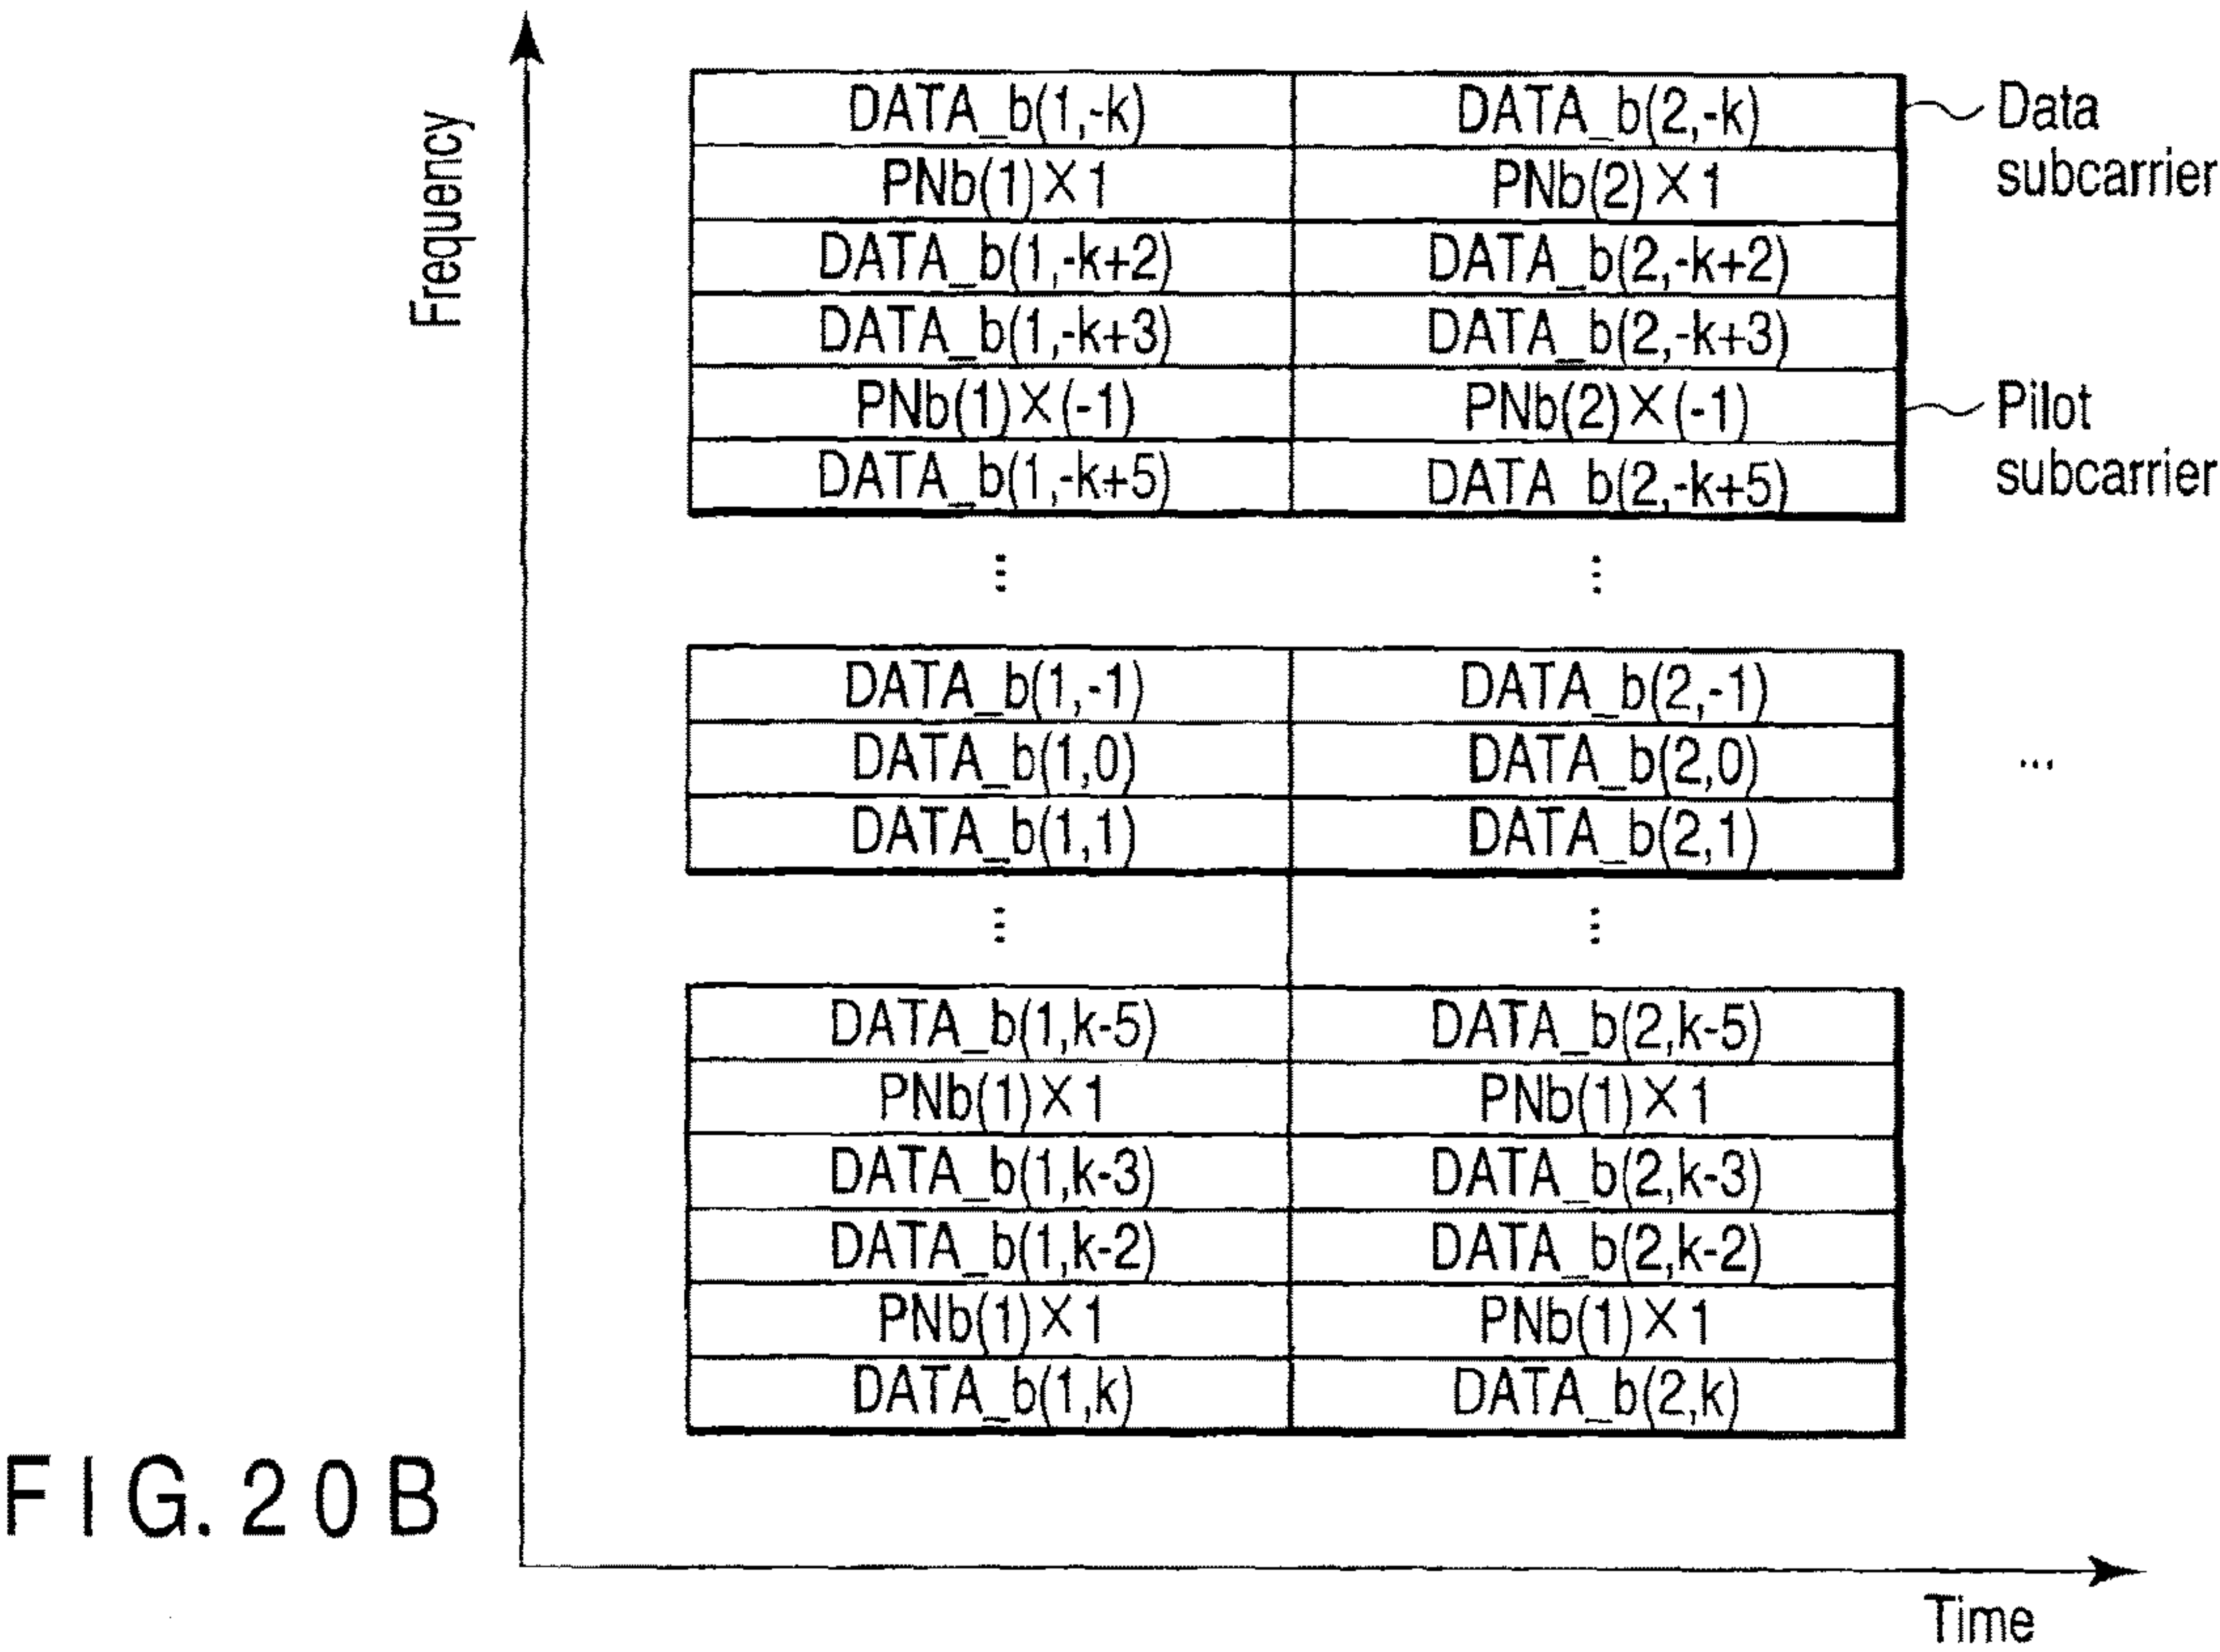 Frequency
DATA_b(1,-k) DATA_b(2,-k)
Data
subcarrier
PNb(1)×1 PNb(2)×1
DATA_b(1,-k+2) DATA_b(2,-k+2)
DATA_b(1,-k+3) DATA_b(2,-k+3)
PNb(1)×(-1) PNb(2)×(-1)
Pilot
subcarrier
DATA_b(1,-k+5) DATA b(2,-k+5)
... ...
DATA_b(1,-1) DATA_b(2,-1)
DATA_b(1,0) DATA_b(2,0) ...
DATA_b(1,1) DATA_b(2,1)
... ...
DATA_b(1,k-5) DATA_b(2,k-5)
PNb(1)×1 PNb(1)×1
DATA_b(1,k-3) DATA_b(2,k-3)
DATA_b(1,k-2) DATA_b(2,k-2)
PNb(1)×1 PNb(1)×1
DATA_b(1,k) DATA_b(2,k)
FIG. 20B
Time